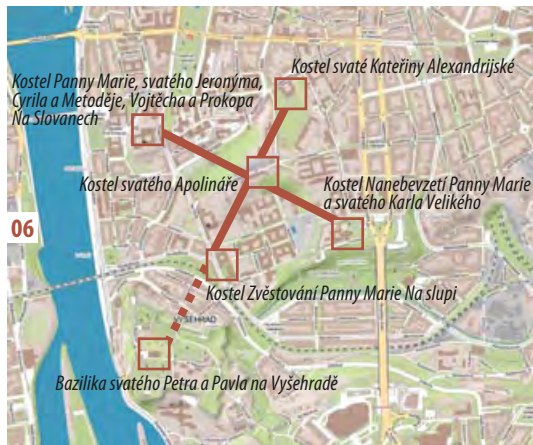 Kostel Panny Marie, svatého Jeronýma,
Cyrila a Metoděje, Vojtěcha a Prokopa
Na Slovanech
Kostel svaté Kateřiny Alexandrijské
Kostel svatého Apolináře
Kostel Nanebevzetí Panny Marie
a svatého Karla Velikého
06
Kostel Zvěstování Panny Marie Na slupi
VYŠEHRAD
Bazilika svatého Petra a Pavla na Vyšehradě